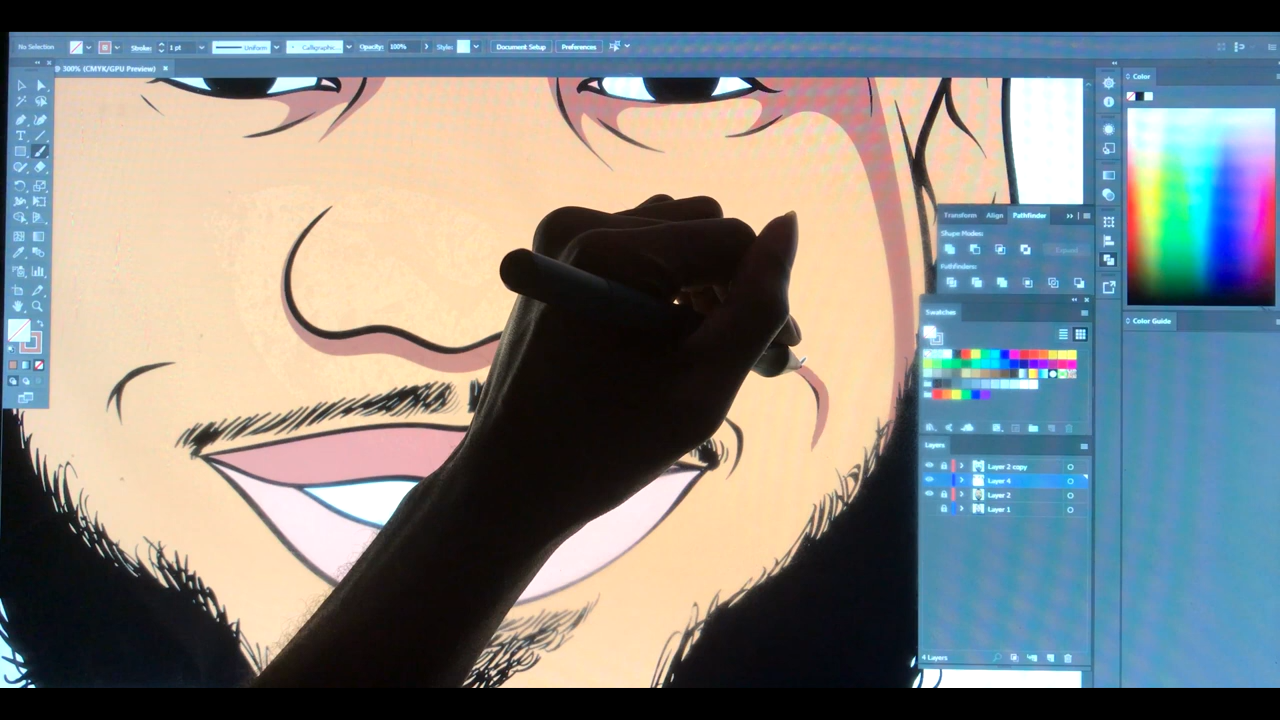 No Selection Stroke: 1 pt Uniform Calligraphic... Opacity: 100% Style: Document Setup Preferences
@ 300% (CMYK/GPU Preview) ×
Color
Transform Align Pathfinder
Shape Modes:
Expand
Pathfinders:
Swatches
Color Guide
Layers
Layer 2 copy
Layer 4
Layer 2
Layer 1
4 Layers